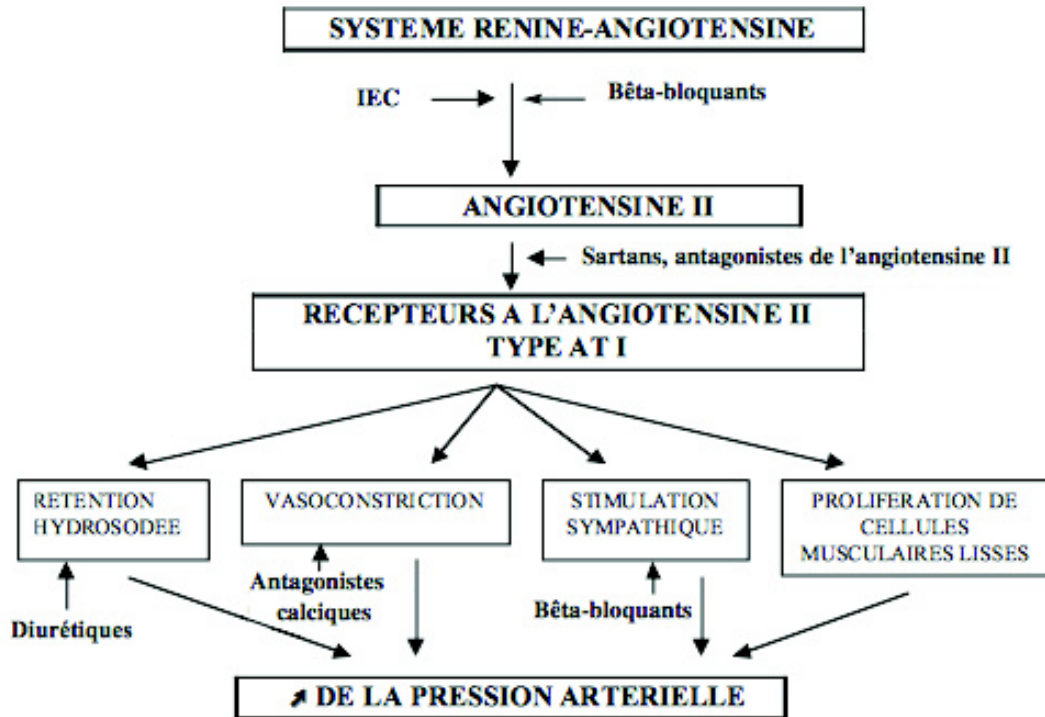 SYSTEME RENINE-ANGIOTENSINE
IEC
Bêta-bloquants
ANGIOTENSINE II
Sartans, antagonistes de l'angiotensine II
RECEPTEURS A L'ANGIOTENSINE II
TYPE AT I
RETENTION
HYDROSODEE
VASOCONSTRICTION
STIMULATION
SYMPATHIQUE
PROLIFERATION DE
CELLULES
MUSCULAIRES LISSES
Diurétiques
Antagonistes
calciques
Bêta-bloquants
↗ DE LA PRESSION ARTERIELLE